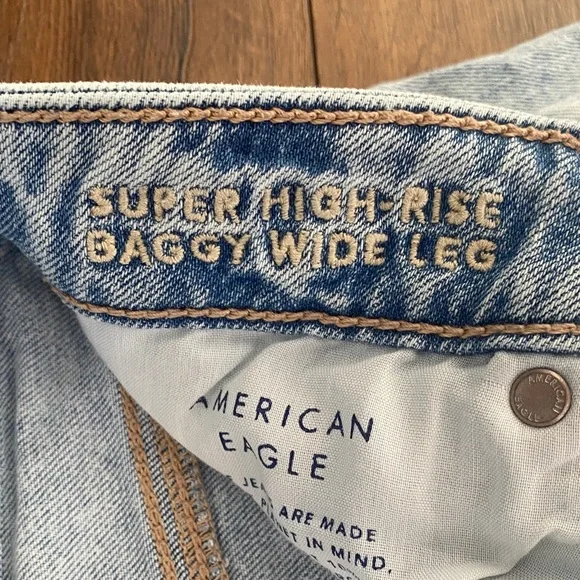 SUPER HIGH-RISE
BAGGY WIDE LEG
AMERICAN
EAGLE
AMERICAN EAGLE
ARE MADE
IN MIND,